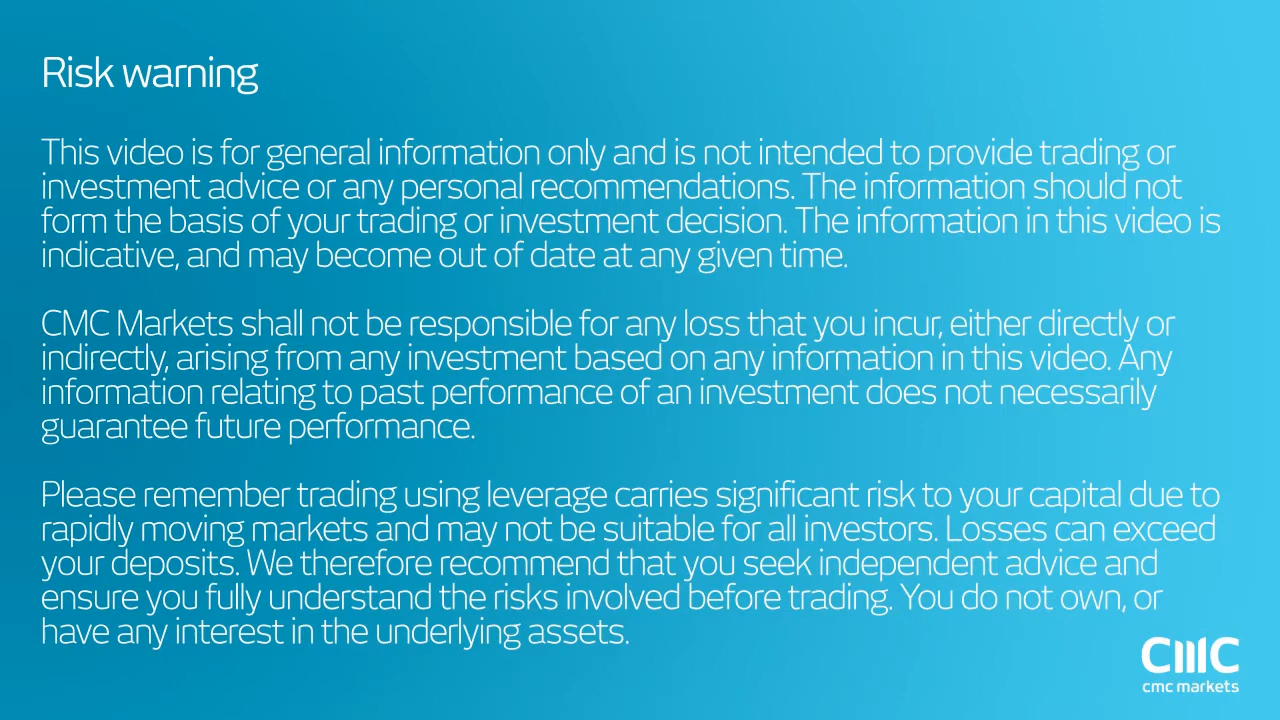 Risk warning
This video is for general information only and is not intended to provide trading or
investment advice or any personal recommendations. The information should not
form the basis of your trading or investment decision. The information in this video is
indicative, and may become out of date at any given time.
CMC Markets shall not be responsible for any loss that you incur, either directly or
indirectly, arising from any investment based on any information in this video. Any
information relating to past performance of an investment does not necessarily
guarantee future performance.
Please remember trading using leverage carries significant risk to your capital due to
rapidly moving markets and may not be suitable for all investors. Losses can exceed
your deposits. We therefore recommend that you seek independent advice and
ensure you fully understand the risks involved before trading. You do not own, or
have any interest in the underlying assets.
CMC
cmc markets